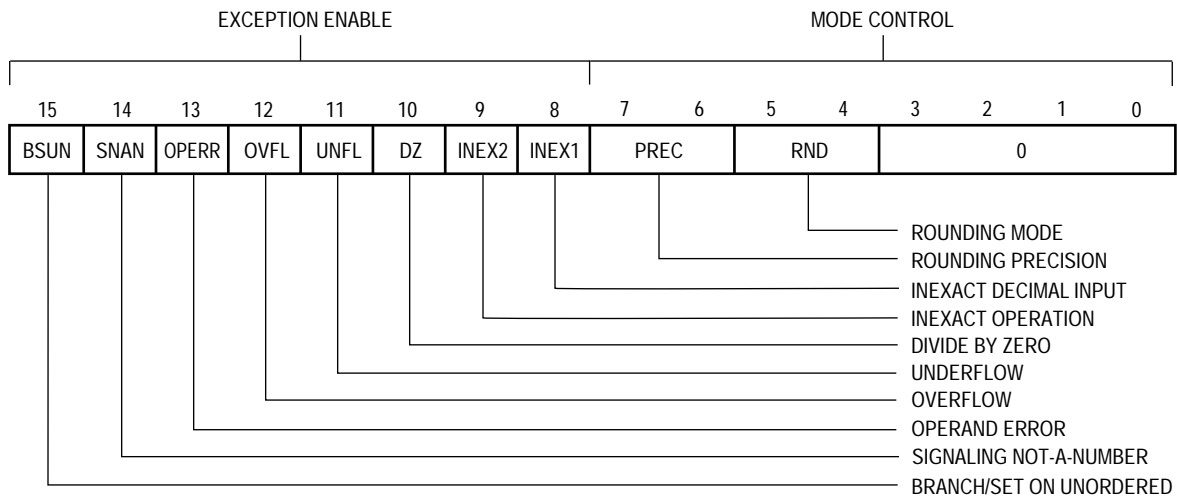 EXCEPTION ENABLE MODE CONTROL
15 14 13 12 11 10 9 8 7 6 5 4 3 2 1 0
BSUN SNAN OPERR OVFL UNFL DZ INEX2 INEX1 PREC RND 0
ROUNDING MODE
ROUNDING PRECISION
INEXACT DECIMAL INPUT
INEXACT OPERATION
DIVIDE BY ZERO
UNDERFLOW
OVERFLOW
OPERAND ERROR
SIGNALING NOT-A-NUMBER
BRANCH/SET ON UNORDERED